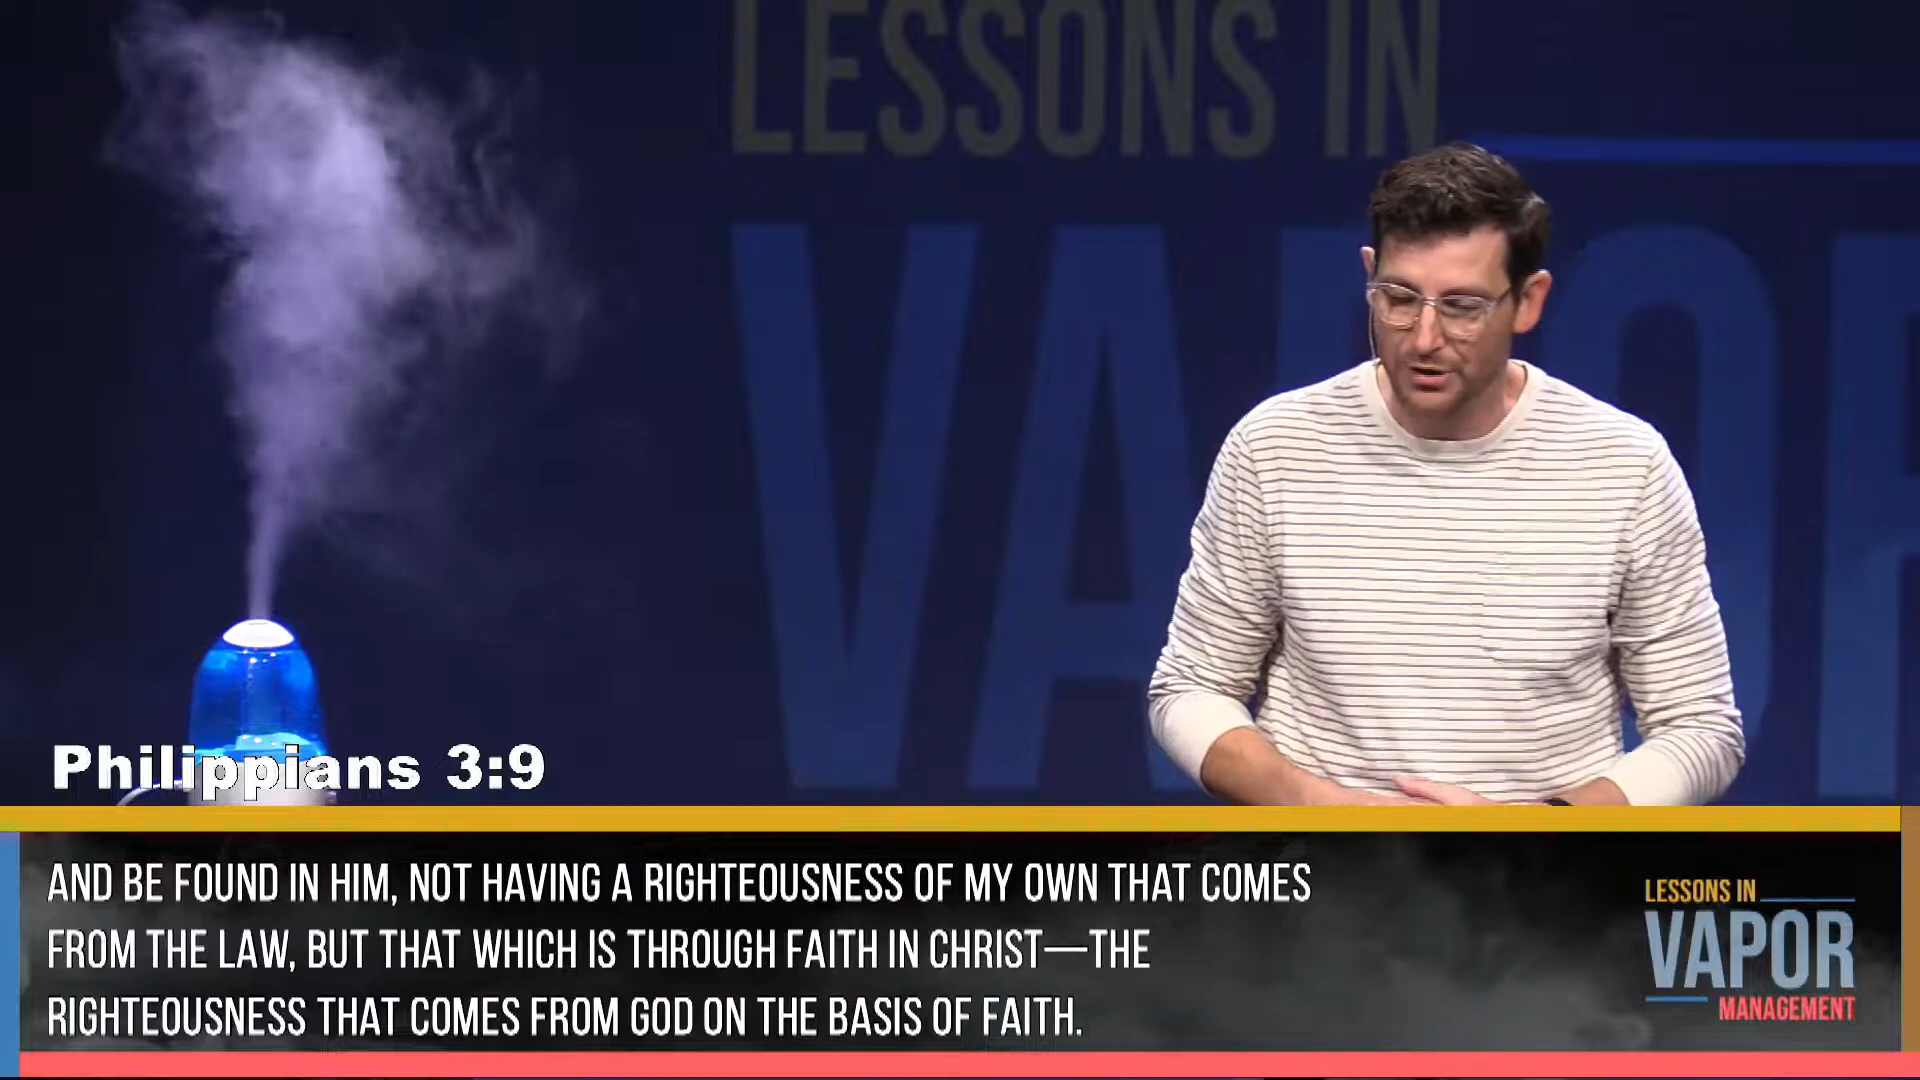 LESSONS IN
VAPOR
Philippians 3:9
AND BE FOUND IN HIM, NOT HAVING A RIGHTEOUSNESS OF MY OWN THAT COMES
FROM THE LAW, BUT THAT WHICH IS THROUGH FAITH IN CHRIST—THE
RIGHTEOUSNESS THAT COMES FROM GOD ON THE BASIS OF FAITH.
LESSONS IN
VAPOR
MANAGEMENT